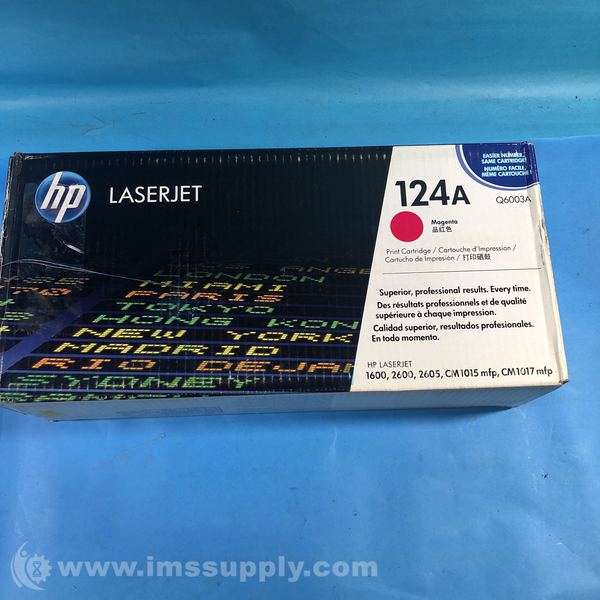 hp LASERJET
124A
Q6003A
EASIER NUMBER,
SAME CARTRIDGE!
NUMÉRO FACILE,
MÊME CARTOUCHE!
Magenta
品紅色
Print Cartridge / Cartouche d'Impression /
Cartucho de Impresión / 打印硒鼓
Superior, professional results. Every time.
Des résultats professionnels et de qualité
supérieure à chaque impression.
Calidad superior, resultados profesionales.
En todo momento.
HP LASERJET
1600, 2600, 2605, CM1015 mfp, CM1017 mfp
LONDON
MIAMI
PARIS
TOKYO
HONG KONG
NEW YORK
MADRID
RIO DEJAN
SYDNEY
www.imssupply.com